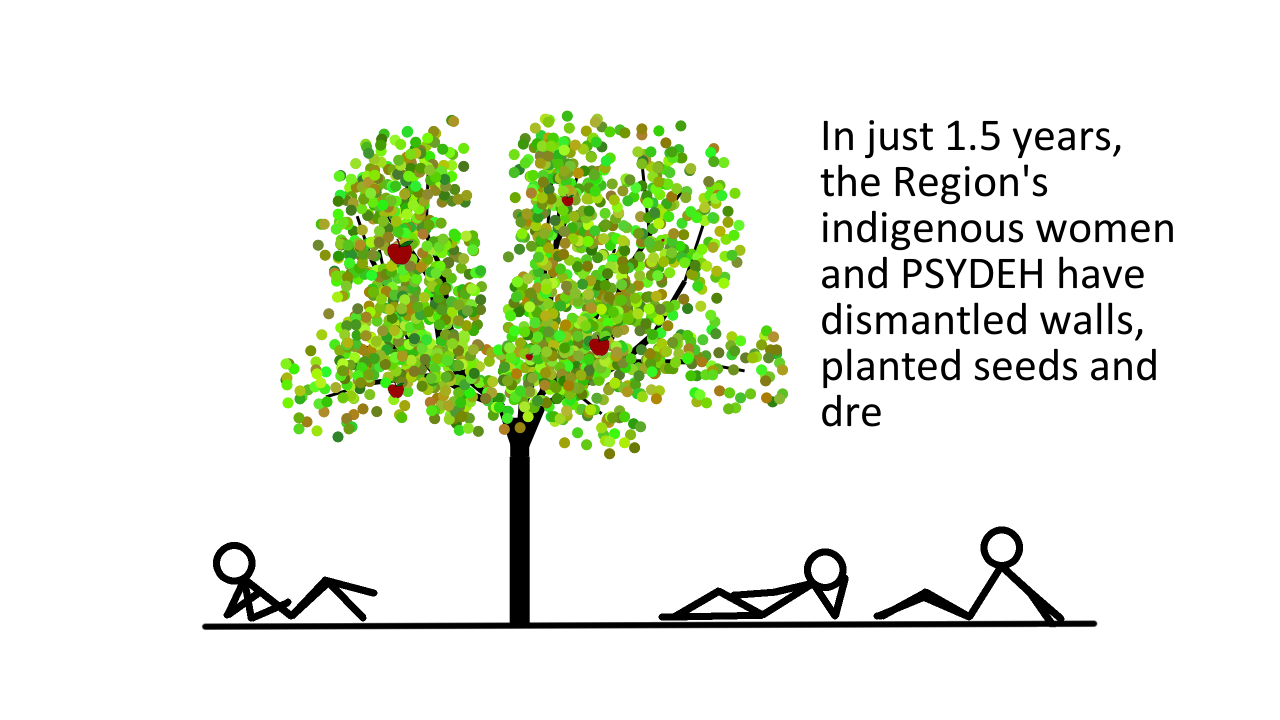 In just 1.5 years,
the Region's
indigenous women
and PSYDEH have
dismantled walls,
planted seeds and
dre